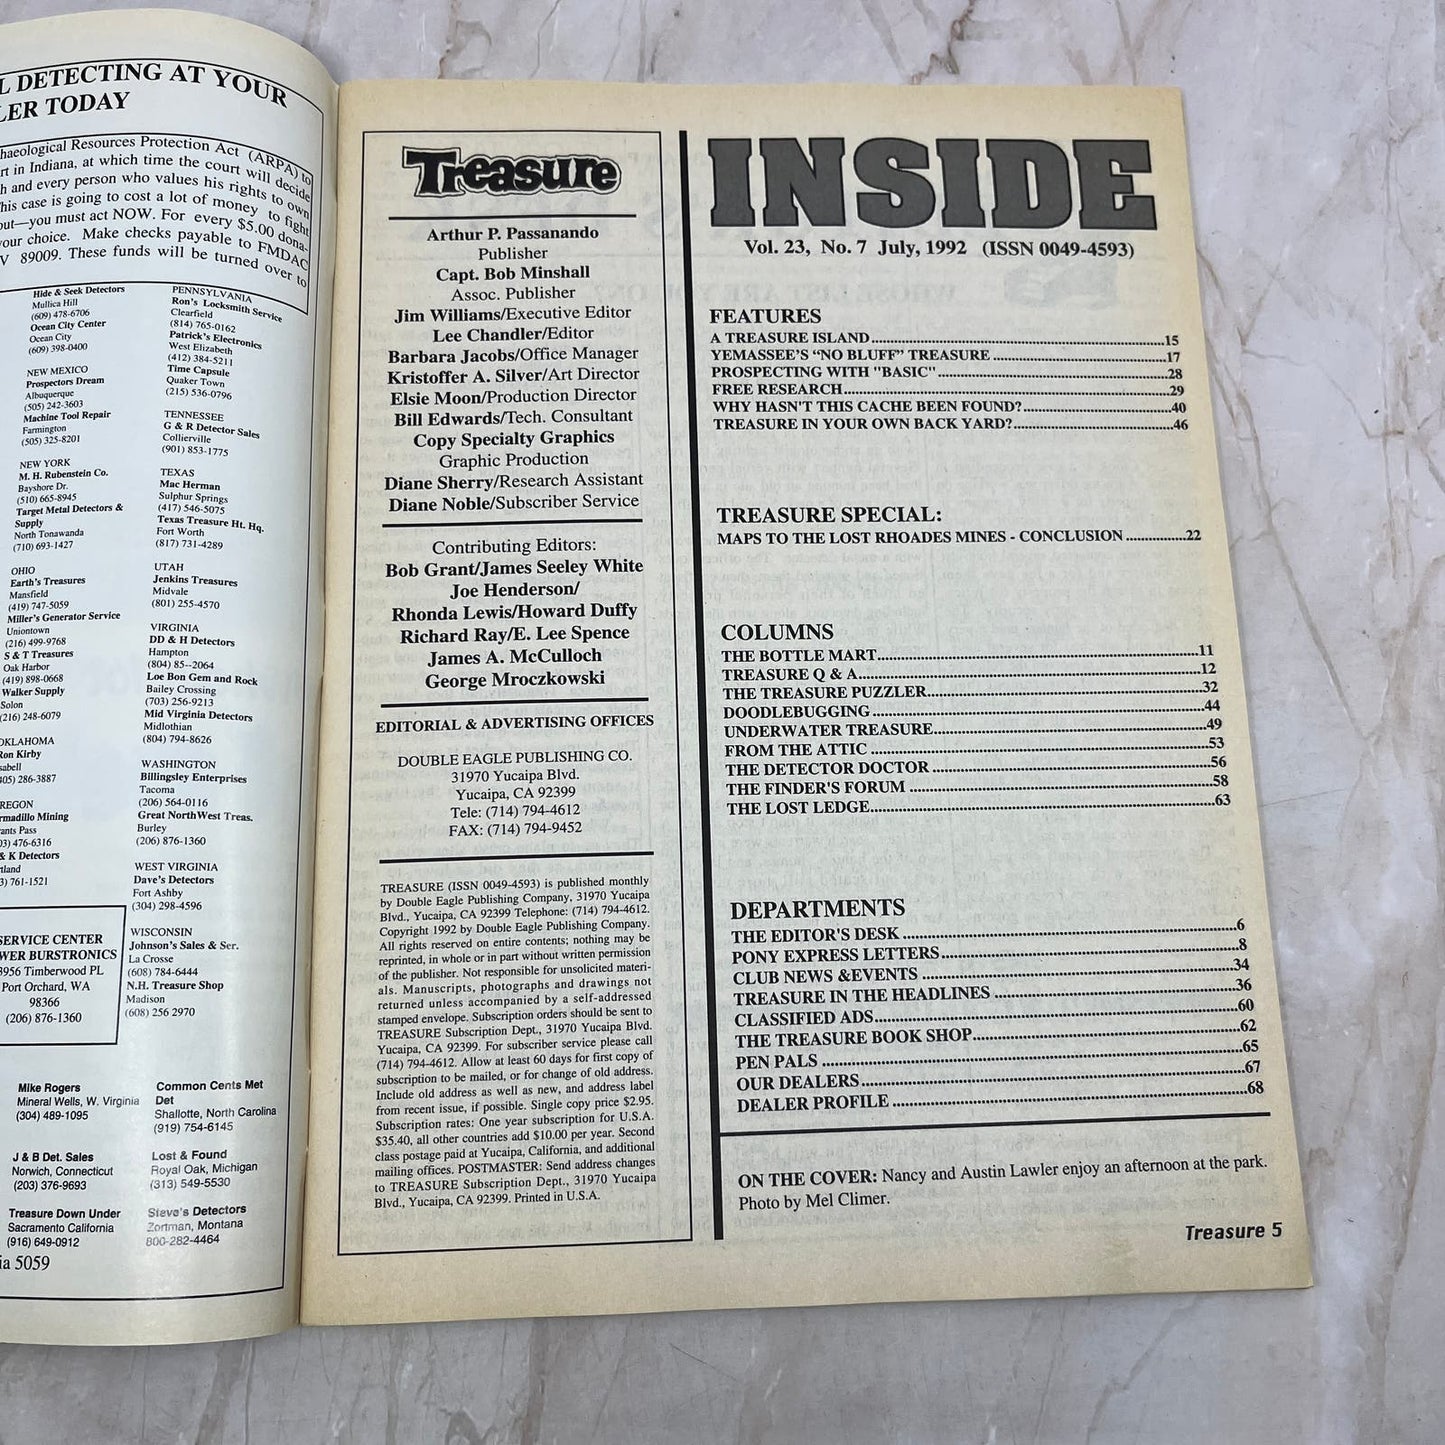 L DETECTING AT YOUR
LER TODAY
haeological Resources Protection Act (ARPA) to
rt in Indiana, at which time the court will decide
h and every person who values his rights to own
his case is going to cost a lot of money to fight
out—you must act NOW. For every $5.00 dona-
your choice. Make checks payable to FMDAC
V 89009. These funds will be turned over to
Hide & Seek Detectors
Mullica Hill
(609) 478-6706
Ocean City Center
Ocean City
(609) 398-0400
NEW MEXICO
Prospectors Dream
Albuquerque
(505) 242-3603
Machine Tool Repair
Farmington
(505) 325-8201
NEW YORK
M. H. Rubenstein Co.
Bayshore Dr.
(510) 665-8945
Target Metal Detectors &
Supply
North Tonawanda
(710) 693-1427
OHIO
Earth's Treasures
Mansfield
(419) 747-5059
Miller's Generator Service
Uniontown
(216) 499-9768
S & T Treasures
Oak Harbor
(419) 898-0668
Walker Supply
Solon
(216) 248-6079
OKLAHOMA
Ron Kirby
sabell
405) 286-3887
REGON
rmadillo Mining
ants Pass
03) 476-6316
& K Detectors
rtland
3) 761-1521
PENNSYLVANIA
Ron's Locksmith Service
Clearfield
(814) 765-0162
Patrick's Electronics
West Elizabeth
(412) 384-5211
Time Capsule
Quaker Town
(215) 536-0796
TENNESSEE
G & R Detector Sales
Collierville
(901) 853-1775
TEXAS
Mac Herman
Sulphur Springs
(417) 546-5075
Texas Treasure Ht. Hq.
Fort Worth
(817) 731-4289
UTAH
Jenkins Treasures
Midvale
(801) 255-4570
VIRGINIA
DD & H Detectors
Hampton
(804) 85--2064
Loe Bon Gem and Rock
Bailey Crossing
(703) 256-9213
Mid Virginia Detectors
Midlothian
(804) 794-8626
WASHINGTON
Billingsley Enterprises
Tacoma
(206) 564-0116
Great NorthWest Treas.
Burley
(206) 876-1360
WEST VIRGINIA
Dave's Detectors
Fort Ashby
(304) 298-4596
WISCONSIN
Johnson's Sales & Ser.
La Crosse
(608) 784-6444
N.H. Treasure Shop
Madison
(608) 256 2970
SERVICE CENTER
WER BURSTRONICS
3956 Timberwood PL
Port Orchard, WA
98366
(206) 876-1360
Mike Rogers
Mineral Wells, W. Virginia
(304) 489-1095
J & B Det. Sales
Norwich, Connecticut
(203) 376-9693
Treasure Down Under
Sacramento California
(916) 649-0912
ia 5059
Common Cents Met
Det
Shallotte, North Carolina
(919) 754-6145
Lost & Found
Royal Oak, Michigan
(313) 549-5530
Steve's Detectors
Zortman, Montana
800-282-4464
Treasure
Arthur P. Passanando
Publisher
Capt. Bob Minshall
Assoc. Publisher
Jim Williams/Executive Editor
Lee Chandler/Editor
Barbara Jacobs/Office Manager
Kristoffer A. Silver/Art Director
Elsie Moon/Production Director
Bill Edwards/Tech. Consultant
Copy Specialty Graphics
Graphic Production
Diane Sherry/Research Assistant
Diane Noble/Subscriber Service
Contributing Editors:
Bob Grant/James Seeley White
Joe Henderson/
Rhonda Lewis/Howard Duffy
Richard Ray/E. Lee Spence
James A. McCulloch
George Mroczkowski
EDITORIAL & ADVERTISING OFFICES
DOUBLE EAGLE PUBLISHING CO.
31970 Yucaipa Blvd.
Yucaipa, CA 92399
Tele: (714) 794-4612
FAX: (714) 794-9452
TREASURE (ISSN 0049-4593) is published monthly
by Double Eagle Publishing Company, 31970 Yucaipa
Blvd., Yucaipa, CA 92399 Telephone: (714) 794-4612.
Copyright 1992 by Double Eagle Publishing Company.
All rights reserved on entire contents; nothing may be
reprinted, in whole or in part without written permission
of the publisher. Not responsible for unsolicited materi-
als. Manuscripts, photographs and drawings not
returned unless accompanied by a self-addressed
stamped envelope. Subscription orders should be sent to
TREASURE Subscription Dept., 31970 Yucaipa Blvd.
Yucaipa, CA 92399. For subscriber service please call
(714) 794-4612. Allow at least 60 days for first copy of
subscription to be mailed, or for change of old address.
Include old address as well as new, and address label
from recent issue, if possible. Single copy price $2.95.
Subscription rates: One year subscription for U.S.A.
$35.40, all other countries add $10.00 per year. Second
class postage paid at Yucaipa, California, and additional
mailing offices. POSTMASTER: Send address changes
to TREASURE Subscription Dept., 31970 Yucaipa
Blvd., Yucaipa, CA 92399. Printed in U.S.A.
INSIDE
Vol. 23, No. 7 July, 1992 (ISSN 0049-4593)
FEATURES
A TREASURE ISLAND 15
YEMASSEE'S “NO BLUFF” TREASURE 17
PROSPECTING WITH "BASIC" 28
FREE RESEARCH 29
WHY HASN'T THIS CACHE BEEN FOUND? 40
TREASURE IN YOUR OWN BACK YARD? 46
TREASURE SPECIAL:
MAPS TO THE LOST RHOADES MINES - CONCLUSION 22
COLUMNS
THE BOTTLE MART 11
TREASURE Q & A 12
THE TREASURE PUZZLER 32
DOODLEBUGGING 44
UNDERWATER TREASURE 49
FROM THE ATTIC 53
THE DETECTOR DOCTOR 56
THE FINDER'S FORUM 58
THE LOST LEDGE 63
DEPARTMENTS
THE EDITOR'S DESK 6
PONY EXPRESS LETTERS 8
CLUB NEWS &EVENTS 34
TREASURE IN THE HEADLINES 36
CLASSIFIED ADS 60
THE TREASURE BOOK SHOP 62
PEN PALS 65
OUR DEALERS 67
DEALER PROFILE 68
ON THE COVER: Nancy and Austin Lawler enjoy an afternoon at the park.
Photo by Mel Climer.
Treasure 5